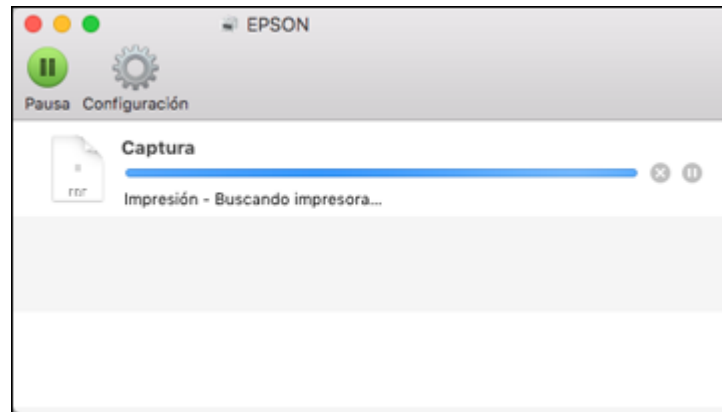 EPSON
Pausa Configuración
Captura
Impresión - Buscando impresora...